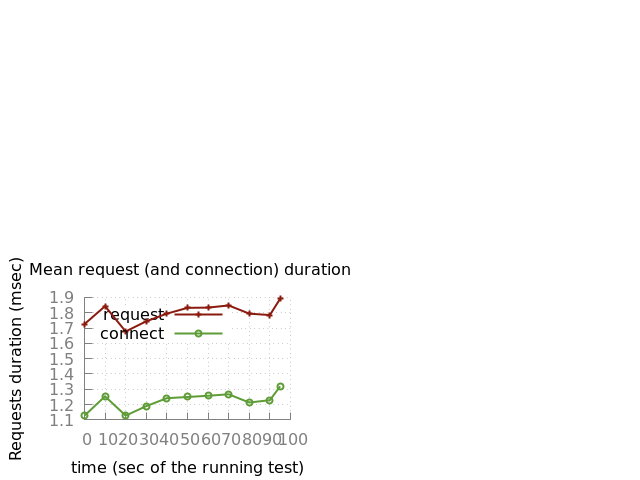 Mean request (and connection) duration
Requests duration (msec)
1.9
1.8
1.7
1.6
1.5
1.4
1.3
1.2
1.1
request
connect
0 10 20 30 40 50 60 70 80 90 100
time (sec of the running test)